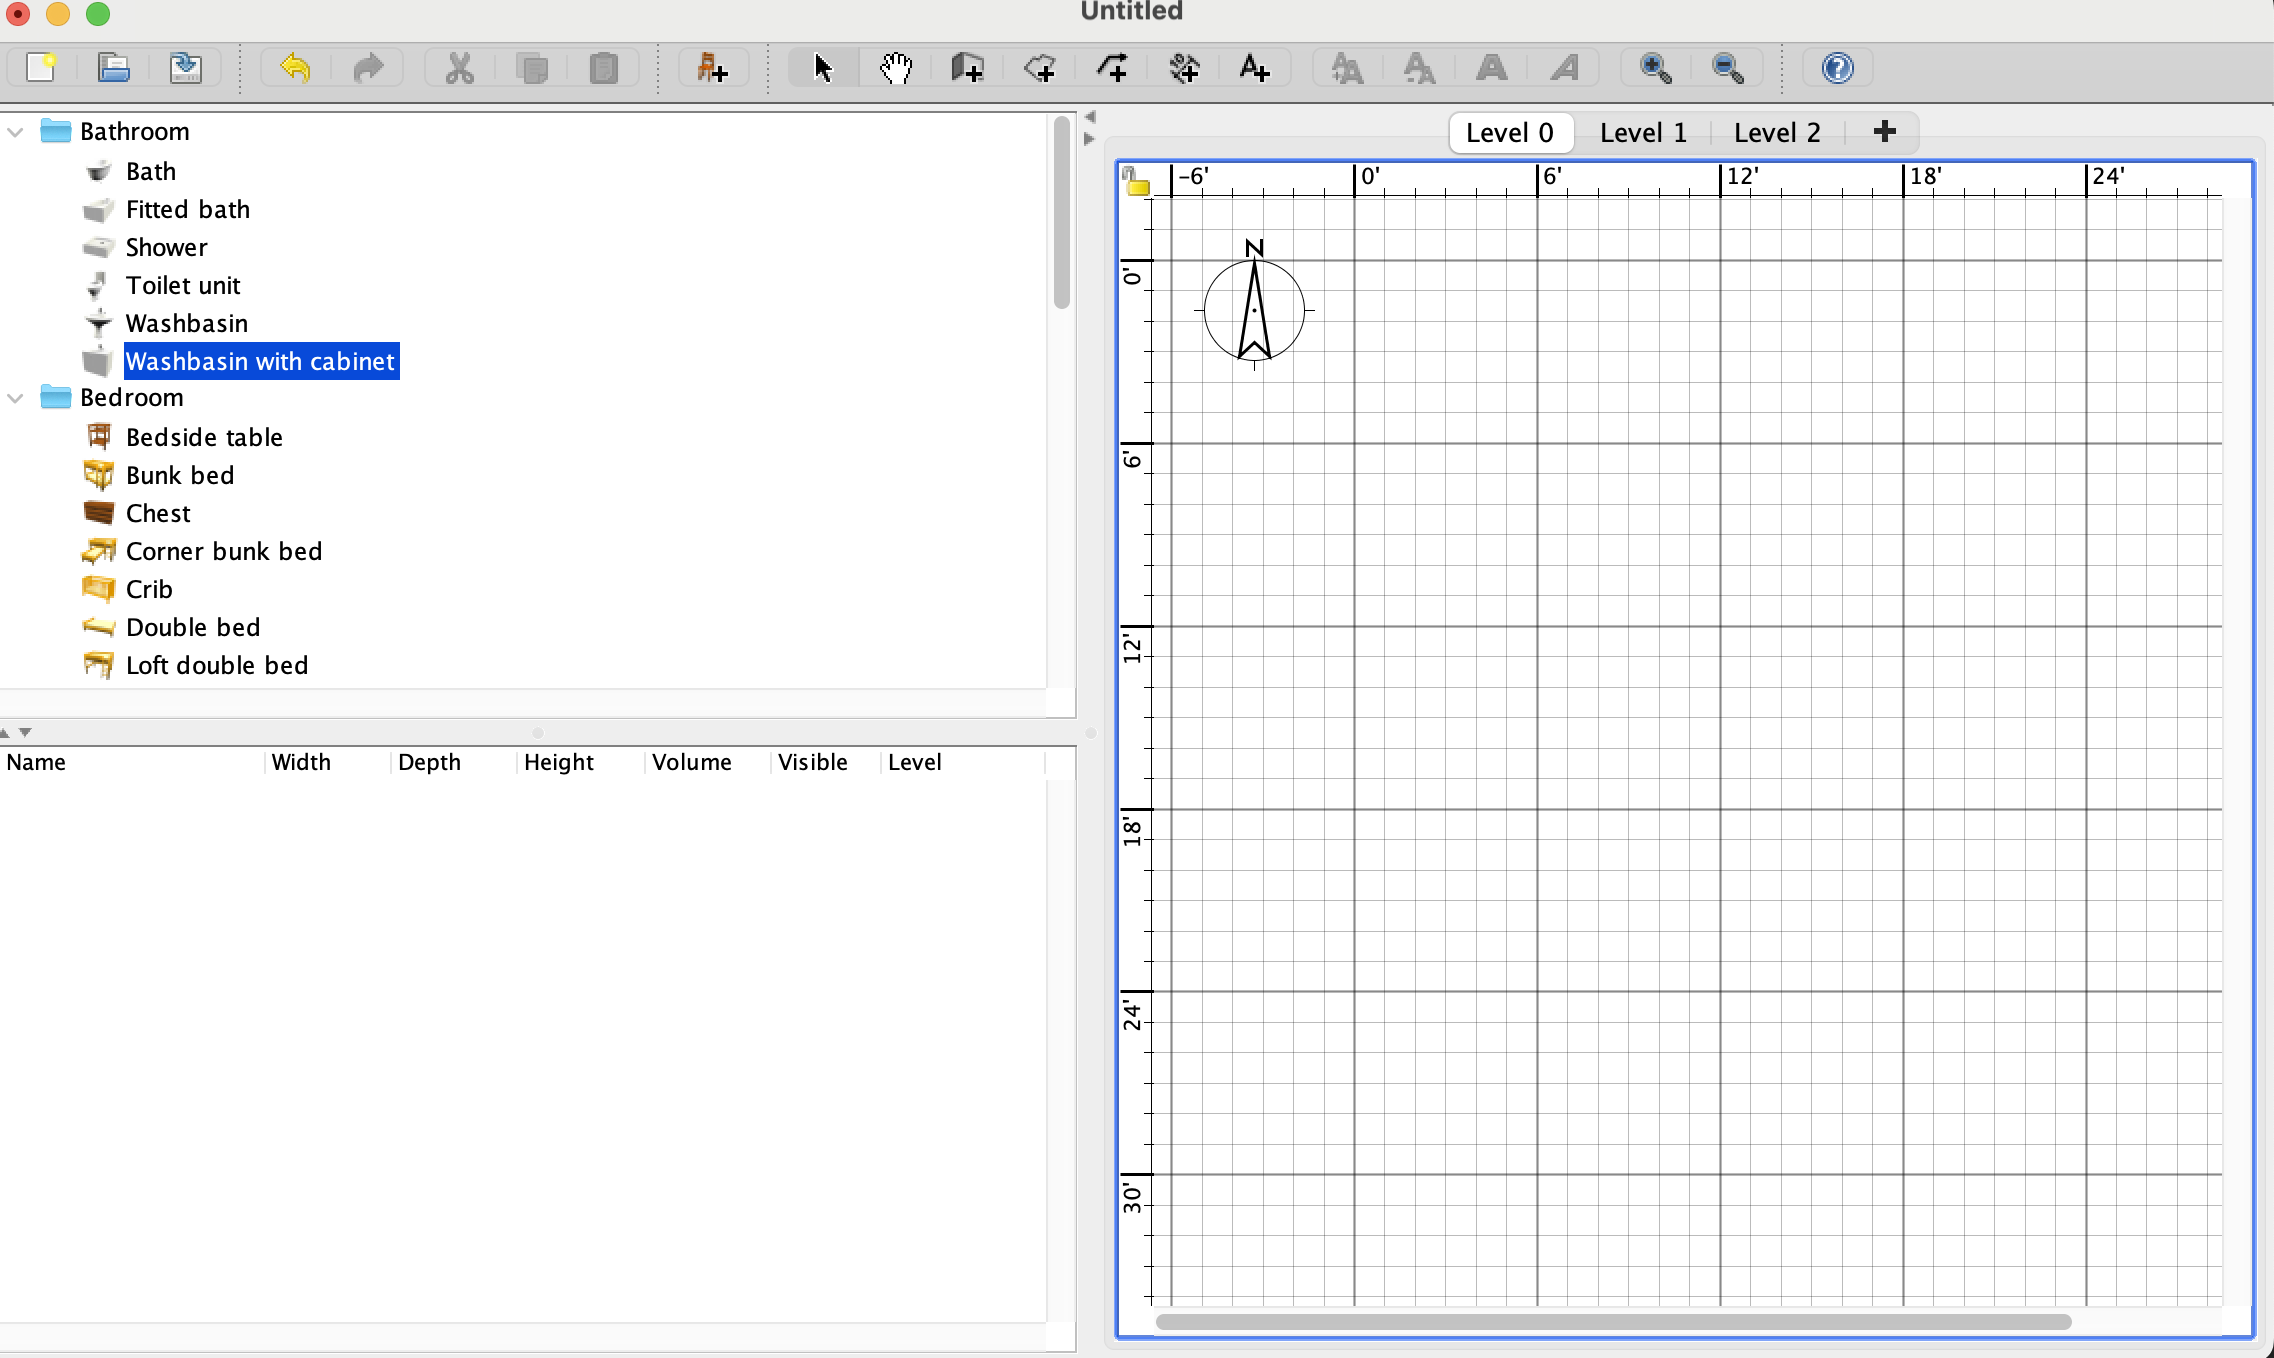 Untitled
Bathroom
Bath
Fitted bath
Shower
Toilet unit
Washbasin
Washbasin with cabinet
Bedroom
Bedside table
Bunk bed
Chest
Corner bunk bed
Crib
Double bed
Loft double bed
Name Width Depth Height Volume Visible Level
Level 0 Level 1 Level 2
-6' 0' 6' 12' 18' 24'
N
0'
6'
12'
18'
24'
30'